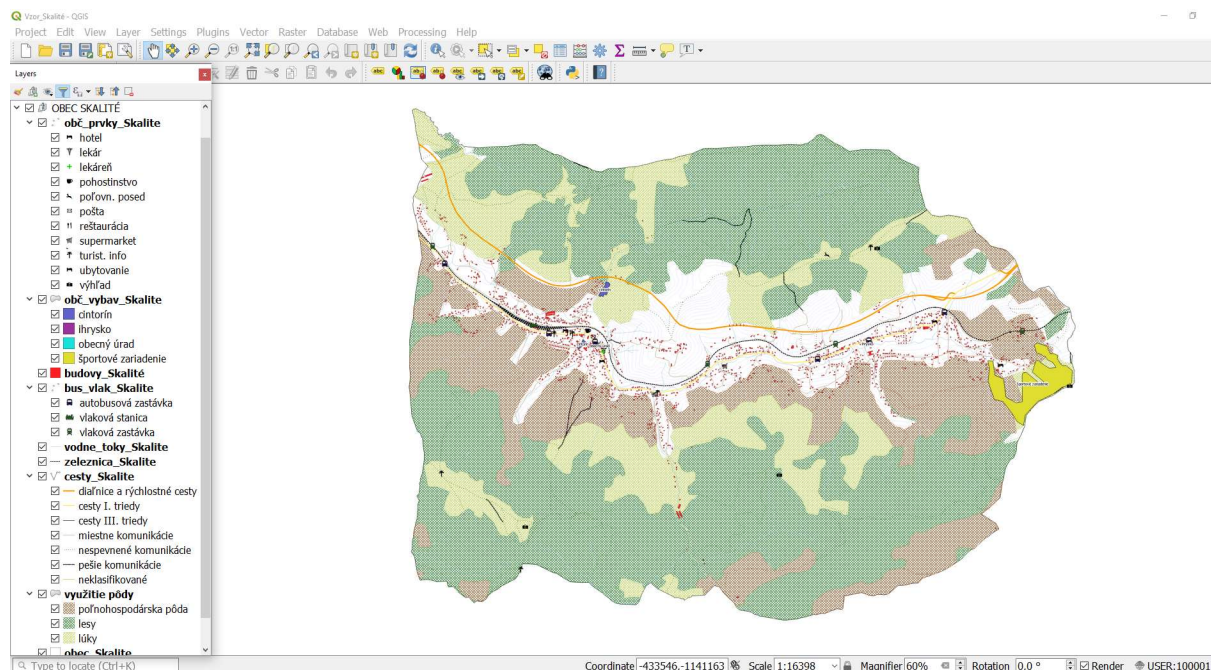 Vzor_Skalité - QGIS
Project Edit View Layer Settings Plugins Vector Raster Database Web Processing Help
Layers
OBEC SKALITÉ
obč_prvky_Skalite
hotel
lekár
lekáreň
pohostinstvo
poľovn. posed
pošta
reštaurácia
supermarket
turist. info
ubytovanie
výhľad
obč_vybav_Skalite
cintorín
ihrysko
obecný úrad
športové zariadenie
budovy_Skalité
bus_vlak_Skalite
autobusová zastávka
vlaková stanica
vlaková zastávka
vodne_toky_Skalite
zeleznica_Skalite
cesty_Skalite
diaľnice a rýchlostné cesty
cesty I. triedy
cesty III. triedy
miestne komunikácie
nespevnené komunikácie
pešie komunikácie
neklasifikované
využitie pôdy
poľnohospodárska pôda
lesy
lúky
obec_Skalite
Type to locate (Ctrl+K)
Coordinate -433546,-1141163 Scale 1:16398 Magnifier 60% Rotation 0.0 ° Render USER:100001